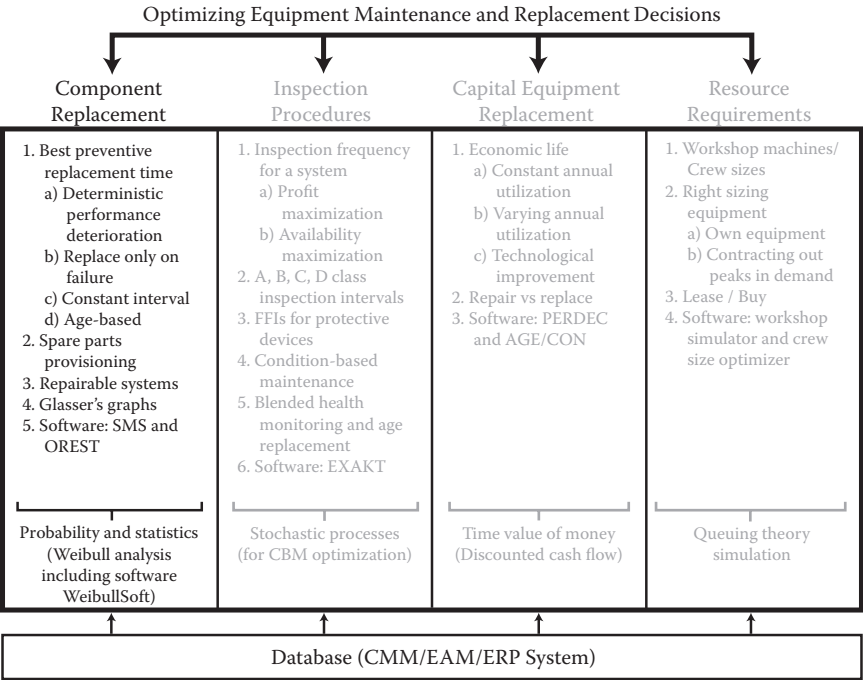 Optimizing Equipment Maintenance and Replacement Decisions
Component
Replacement
1. Best preventive
replacement time
a) Deterministic
performance
deterioration
b) Replace only on
failure
c) Constant interval
d) Age-based
2. Spare parts
provisioning
3. Repairable systems
4. Glasser’s graphs
5. Software: SMS and
OREST
Probability and statistics
(Weibull analysis
including software
WeibullSoft)
Inspection
Procedures
1. Inspection frequency
for a system
a) Profit
maximization
b) Availability
maximization
2. A, B, C, D class
inspection intervals
3. FFIs for protective
devices
4. Condition-based
maintenance
5. Blended health
monitoring and age
replacement
6. Software: EXAKT
Stochastic processes
(for CBM optimization)
Capital Equipment
Replacement
1. Economic life
a) Constant annual
utilization
b) Varying annual
utilization
c) Technological
improvement
2. Repair vs replace
3. Software: PERDEC
and AGE/CON
Time value of money
(Discounted cash flow)
Resource
Requirements
1. Workshop machines/
Crew sizes
2. Right sizing
equipment
a) Own equipment
b) Contracting out
peaks in demand
3. Lease / Buy
4. Software: workshop
simulator and crew
size optimizer
Queuing theory
simulation
Database (CMM/EAM/ERP System)